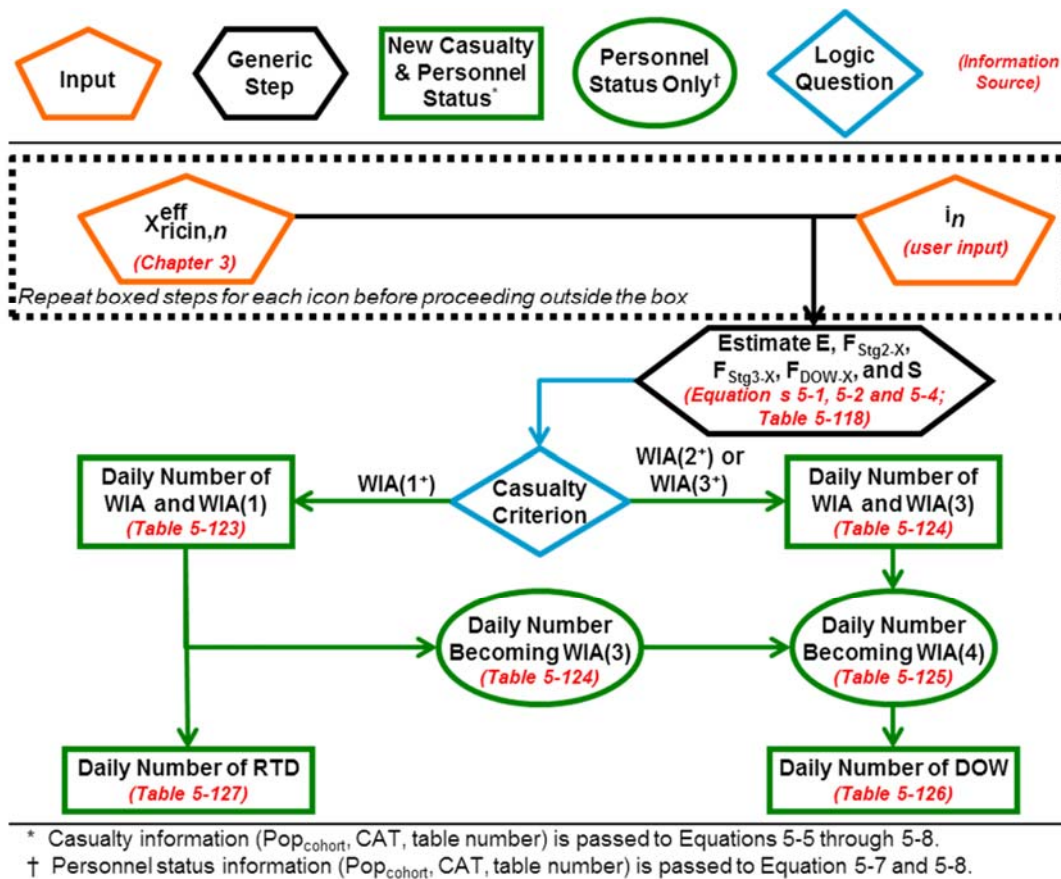 Input
Generic
Step
New Casualty
& Personnel
Status*
Personnel
Status Only†
Logic
Question
(Information
Source)
X^eff_ricin,n
(Chapter 3)
i_n
(user input)
Repeat boxed steps for each icon before proceeding outside the box
Estimate E, F_Stg2-X,
F_Stg3-X, F_DOW-X, and S
(Equation s 5-1, 5-2 and 5-4;
Table 5-118)
Daily Number of
WIA and WIA(1)
(Table 5-123)
WIA(1⁺)
Casualty
Criterion
WIA(2⁺) or
WIA(3⁺)
Daily Number of
WIA and WIA(3)
(Table 5-124)
Daily Number
Becoming WIA(3)
(Table 5-124)
Daily Number
Becoming WIA(4)
(Table 5-125)
Daily Number of RTD
(Table 5-127)
Daily Number of DOW
(Table 5-126)
* Casualty information (Pop_cohort, CAT, table number) is passed to Equations 5-5 through 5-8.
† Personnel status information (Pop_cohort, CAT, table number) is passed to Equation 5-7 and 5-8.